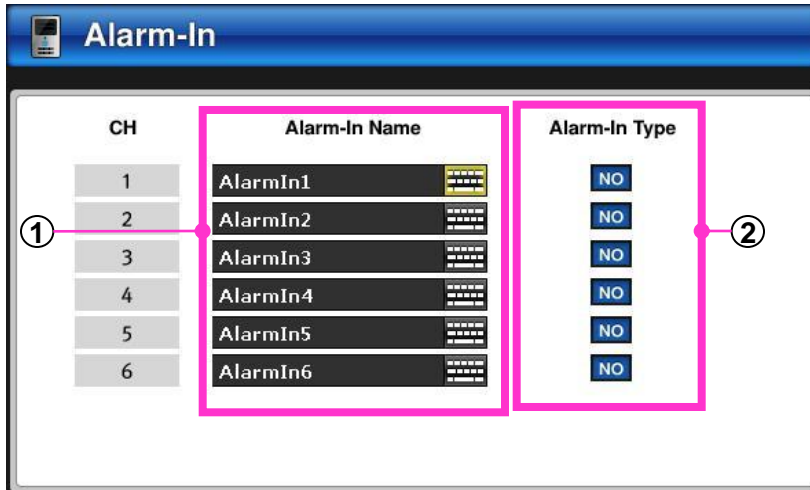 Alarm-In
CH Alarm-In Name Alarm-In Type
1 AlarmIn1 NO
2 AlarmIn2 NO
① ②
3 AlarmIn3 NO
4 AlarmIn4 NO
5 AlarmIn5 NO
6 AlarmIn6 NO